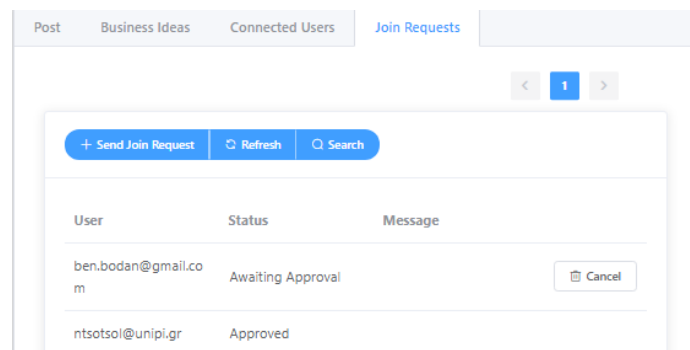 Post Business Ideas Connected Users Join Requests
< 1 >
+ Send Join Request Refresh Search
User Status Message
ben.bodan@gmail.co
m Awaiting Approval Cancel
ntsotsol@unipi.gr Approved